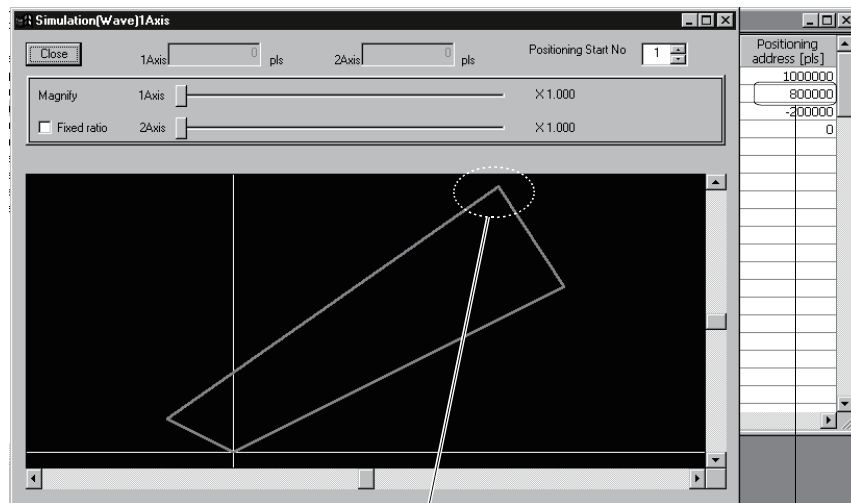 Simulation(Wave)1Axis
Close
1Axis 0 pls
2Axis 0 pls
Positioning Start No 1
Magnify
1Axis
X 1.000
Fixed ratio
2Axis
X 1.000
Positioning
address [pls]
1000000
800000
-200000
0